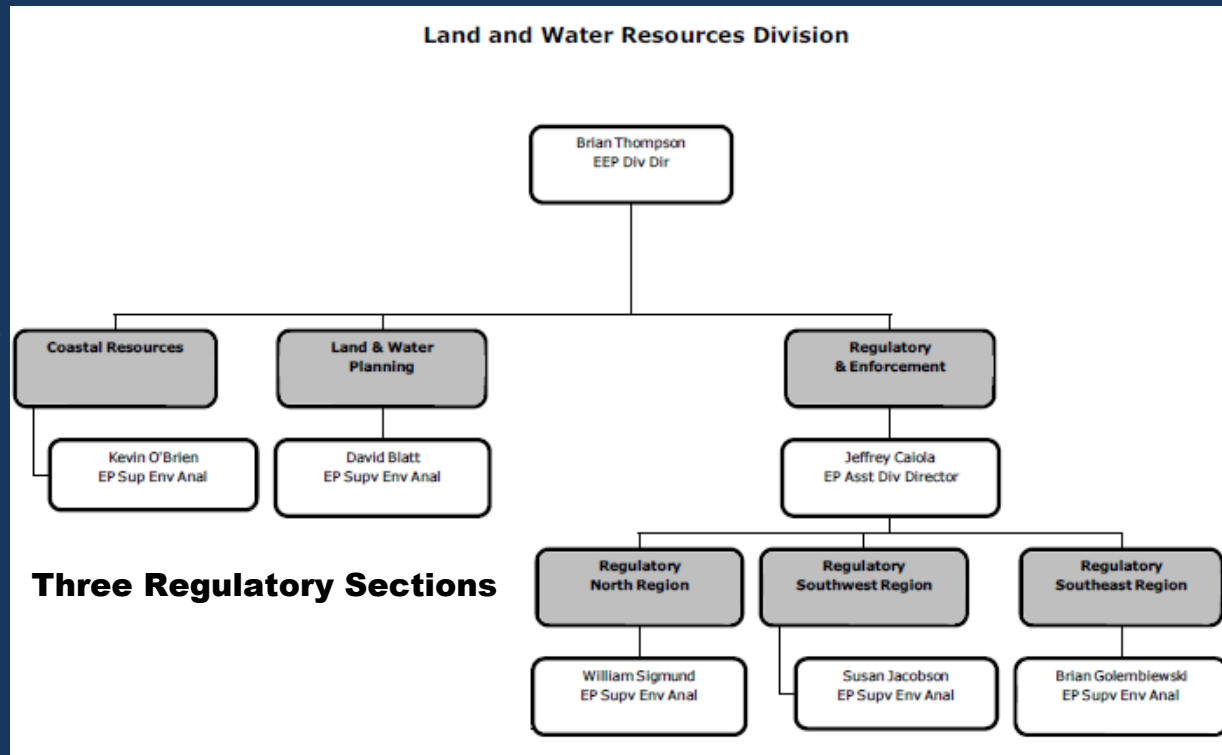 Land and Water Resources Division
Brian Thompson
EEP Div Dir
Coastal Resources
Land & Water
Planning
Regulatory
& Enforcement
Kevin O'Brien
EP Sup Env Anal
David Blatt
EP Supv Env Anal
Jeffrey Caiola
EP Asst Div Director
Three Regulatory Sections
Regulatory
North Region
Regulatory
Southwest Region
Regulatory
Southeast Region
William Sigmund
EP Supv Env Anal
Susan Jacobson
EP Supv Env Anal
Brian Golembiewski
EP Supv Env Anal